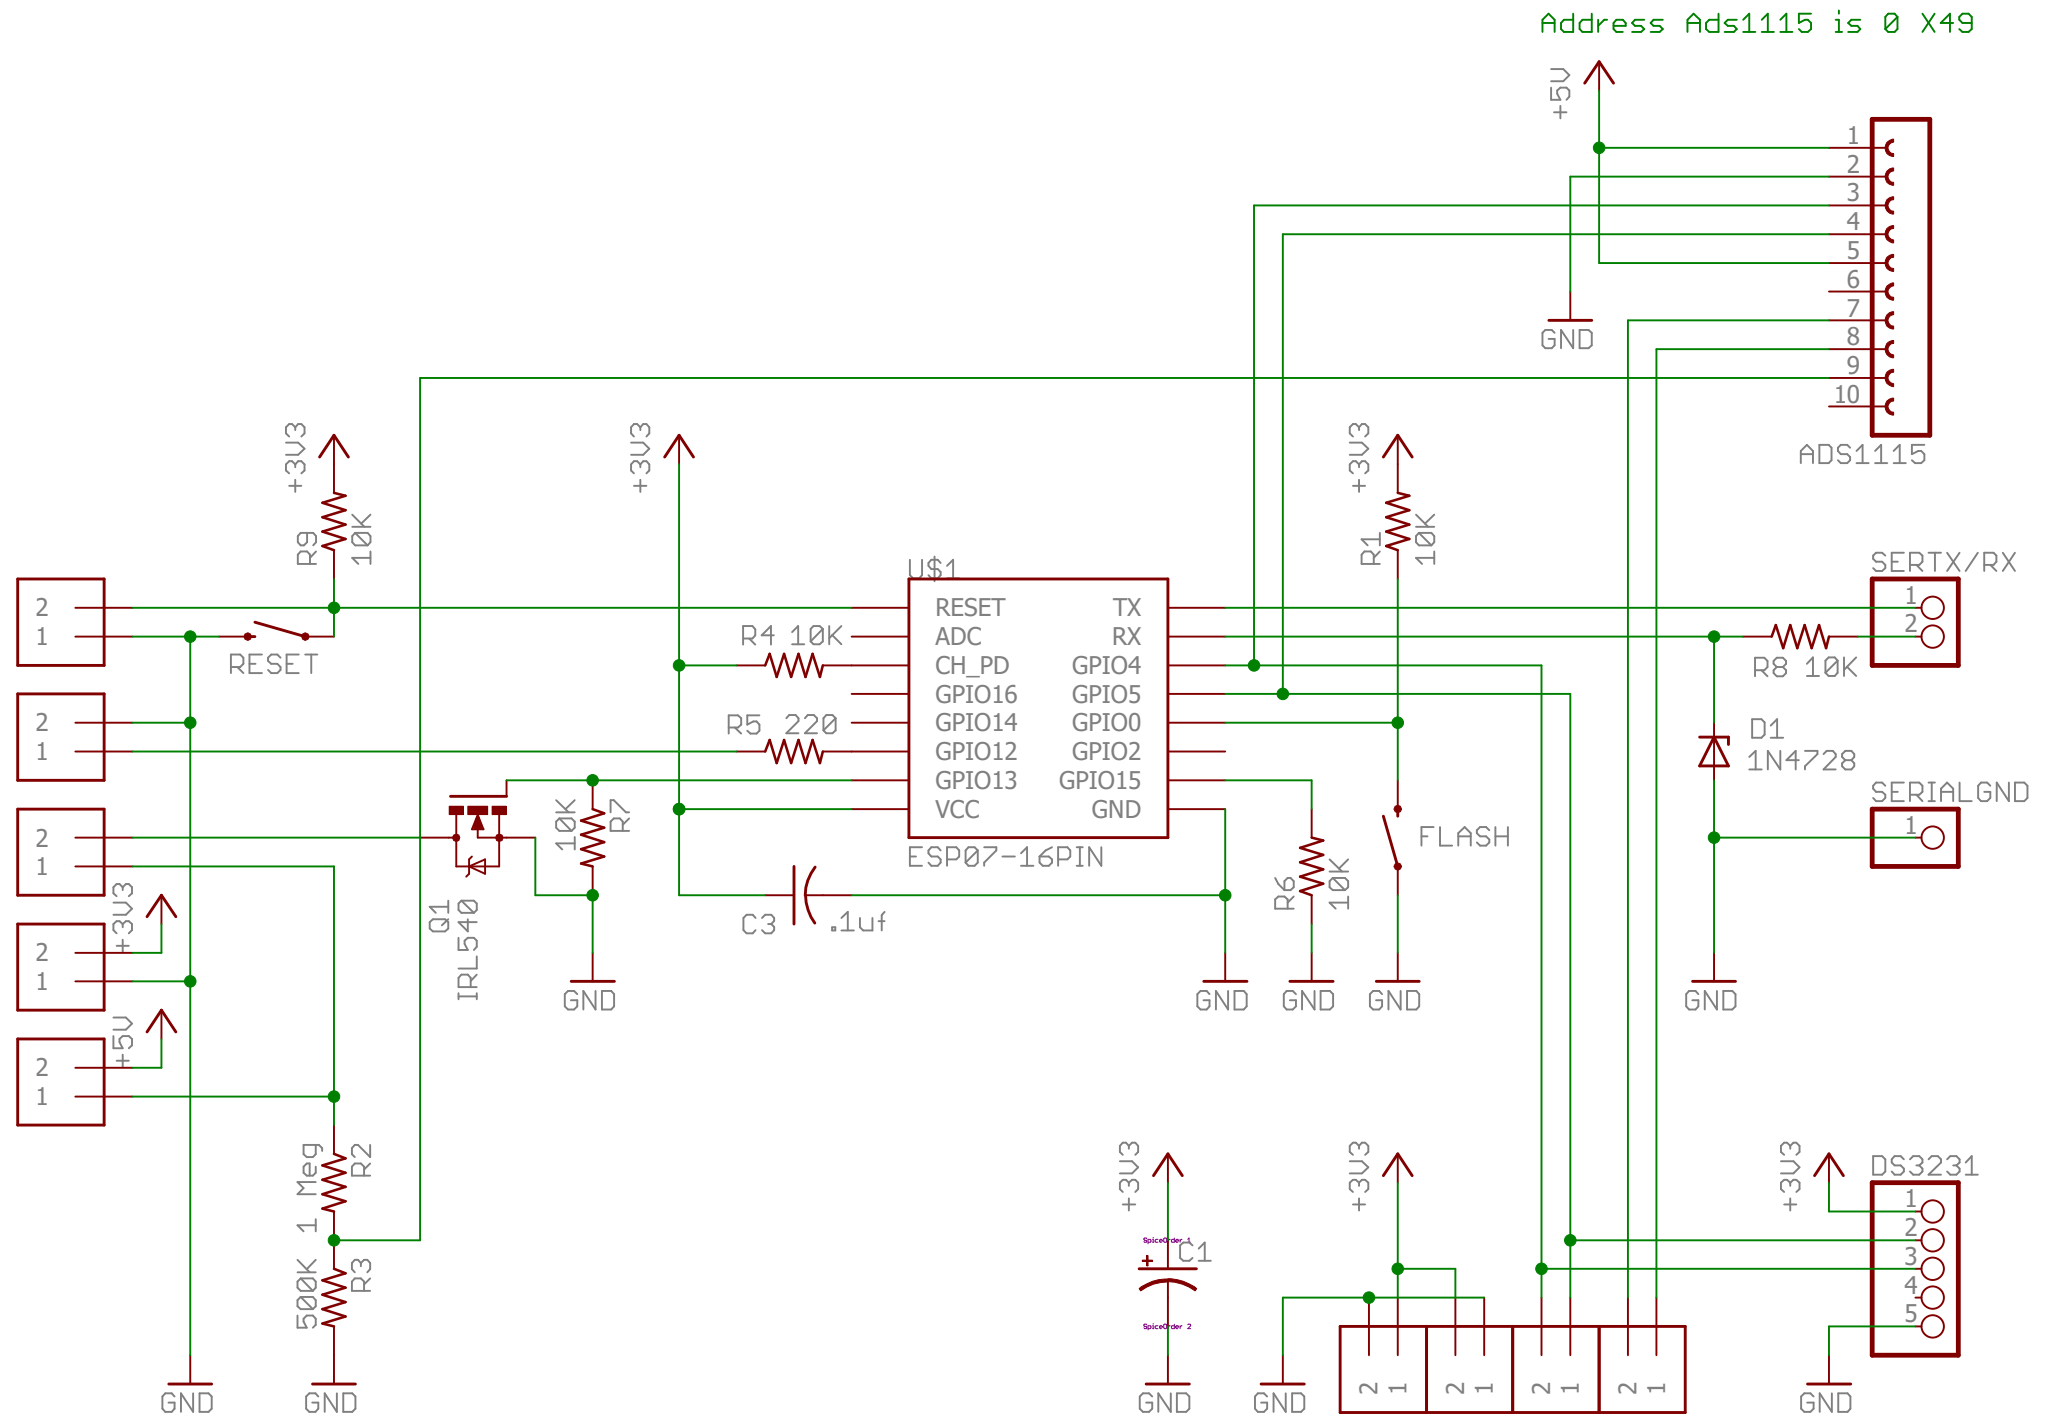 Address Ads1115 is 0 X49
+5V
1
2
3
4
5
6
7
8
9
10
ADS1115
+3V3
R9
10K
+3V3
+3V3
R1
10K
2
1
RESET
2
1
2
1
+3V3
2
1
+5V
2
1
GND
R4 10K
R5 220
U$1
RESET
ADC
CH_PD
GPIO16
GPIO14
GPIO12
GPIO13
VCC
TX
RX
GPIO4
GPIO5
GPIO0
GPIO2
GPIO15
GND
ESP07-16PIN
SERTX/RX
1
2
R8 10K
D1
1N4728
SERIALGND
1
Q1
IRL540
10K
R7
C3
.1uf
R6
10K
FLASH
GND
GND
GND
GND
GND
1 Meg
R2
500K
R3
GND
GND
+3V3
SpiceOrder 1
C1
SpiceOrder 2
GND
+3V3
GND
2
1
2
1
2
1
2
1
+3V3
DS3231
1
2
3
4
5
GND